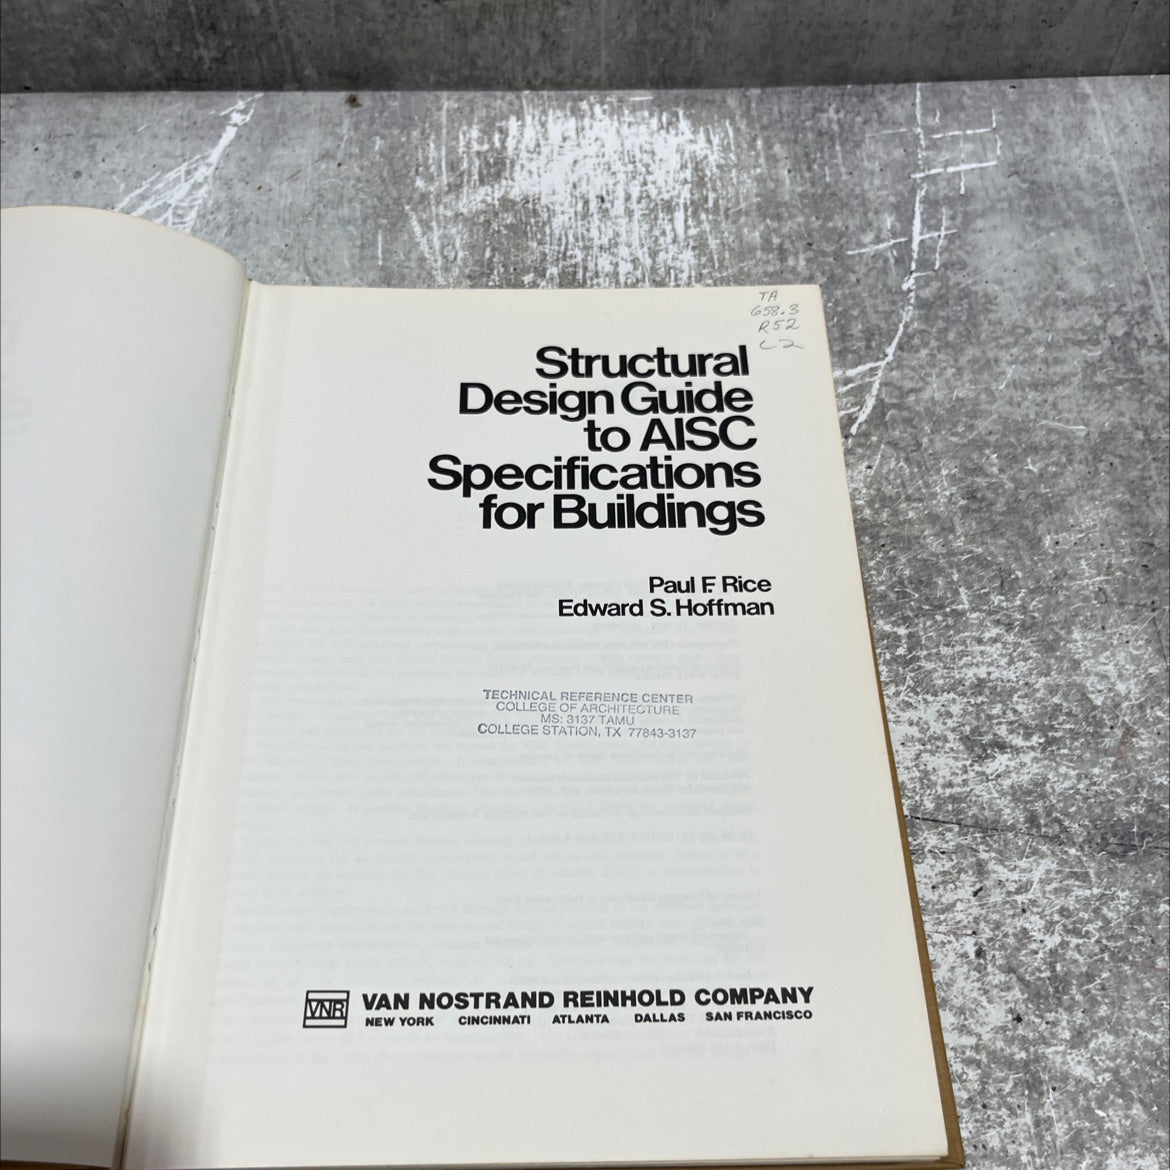 TA
658.3
R52
c2
Structural
Design Guide
to AISC
Specifications
for Buildings
Paul F. Rice
Edward S. Hoffman
TECHNICAL REFERENCE CENTER
COLLEGE OF ARCHITECTURE
MS: 3137 TAMU
COLLEGE STATION, TX 77843-3137
VNR VAN NOSTRAND REINHOLD COMPANY
NEW YORK CINCINNATI ATLANTA DALLAS SAN FRANCISCO